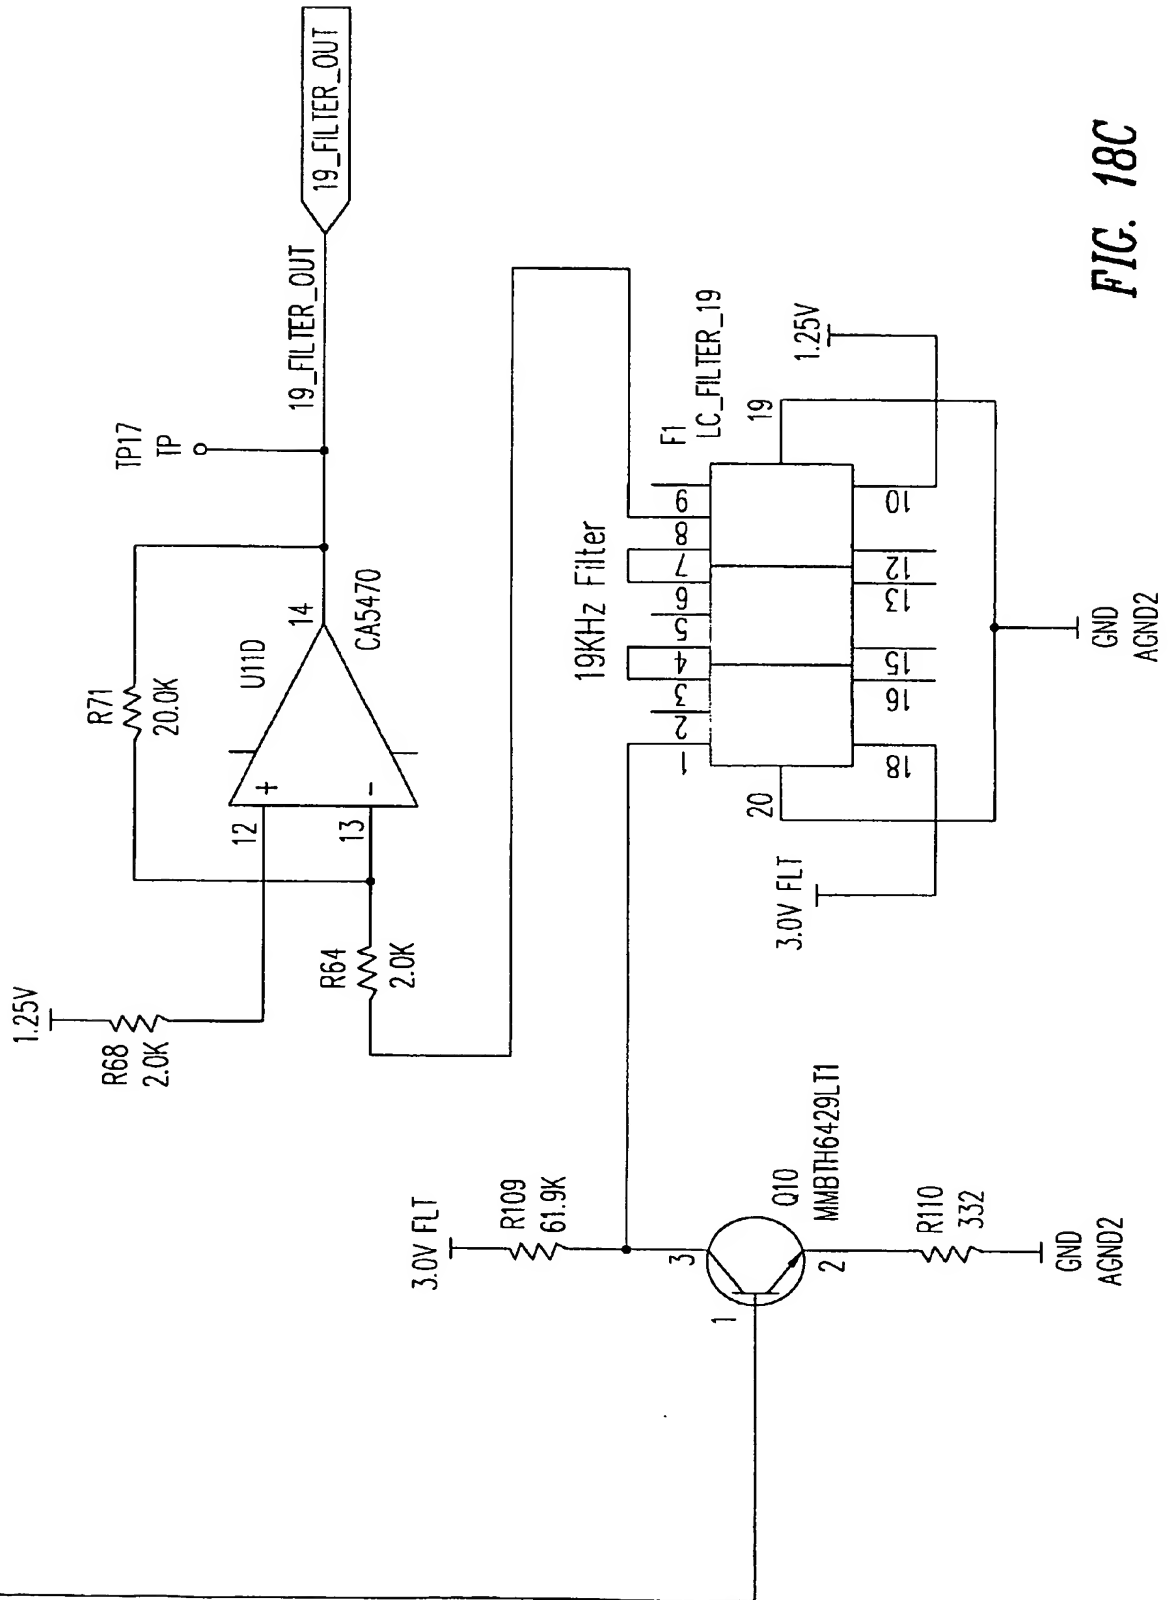 1.25V
R68
2.0K
R71
20.0K
TP17
TP
12
13
+
-
U11D
14
CA5470
19_FILTER_OUT
19_FILTER_OUT
R64
2.0K
3.0V FLT
R109
61.9K
3
1
2
Q10
MMBTH6429LT1
R110
332
GND
AGND2
19KHz Filter
F1
LC_FILTER_19
1
2
3
4
5
6
7
8
9
20
19
18
16
15
13
12
10
3.0V FLT
1.25V
GND
AGND2
FIG. 18C